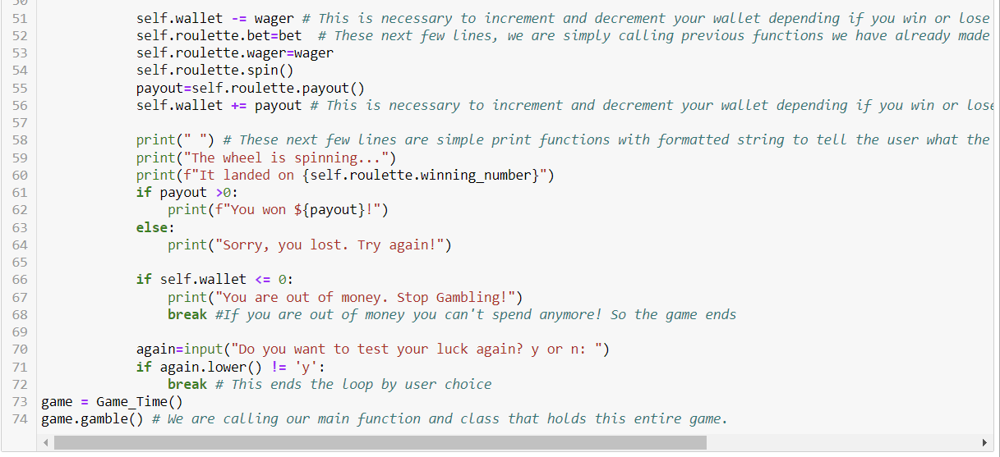 50
51 self.wallet -= wager # This is necessary to increment and decrement your wallet depending if you win or lose
52 self.roulette.bet=bet # These next few lines, we are simply calling previous functions we have already made
53 self.roulette.wager=wager
54 self.roulette.spin()
55 payout=self.roulette.payout()
56 self.wallet += payout # This is necessary to increment and decrement your wallet depending if you win or lose
57
58 print(" ") # These next few lines are simple print functions with formatted string to tell the user what the
59 print("The wheel is spinning...")
60 print(f"It landed on {self.roulette.winning_number}")
61 if payout >0:
62 print(f"You won ${payout}!")
63 else:
64 print("Sorry, you lost. Try again!")
65
66 if self.wallet <= 0:
67 print("You are out of money. Stop Gambling!")
68 break #If you are out of money you can't spend anymore! So the game ends
69
70 again=input("Do you want to test your luck again? y or n: ")
71 if again.lower() != 'y':
72 break # This ends the loop by user choice
73 game = Game_Time()
74 game.gamble() # We are calling our main function and class that holds this entire game.